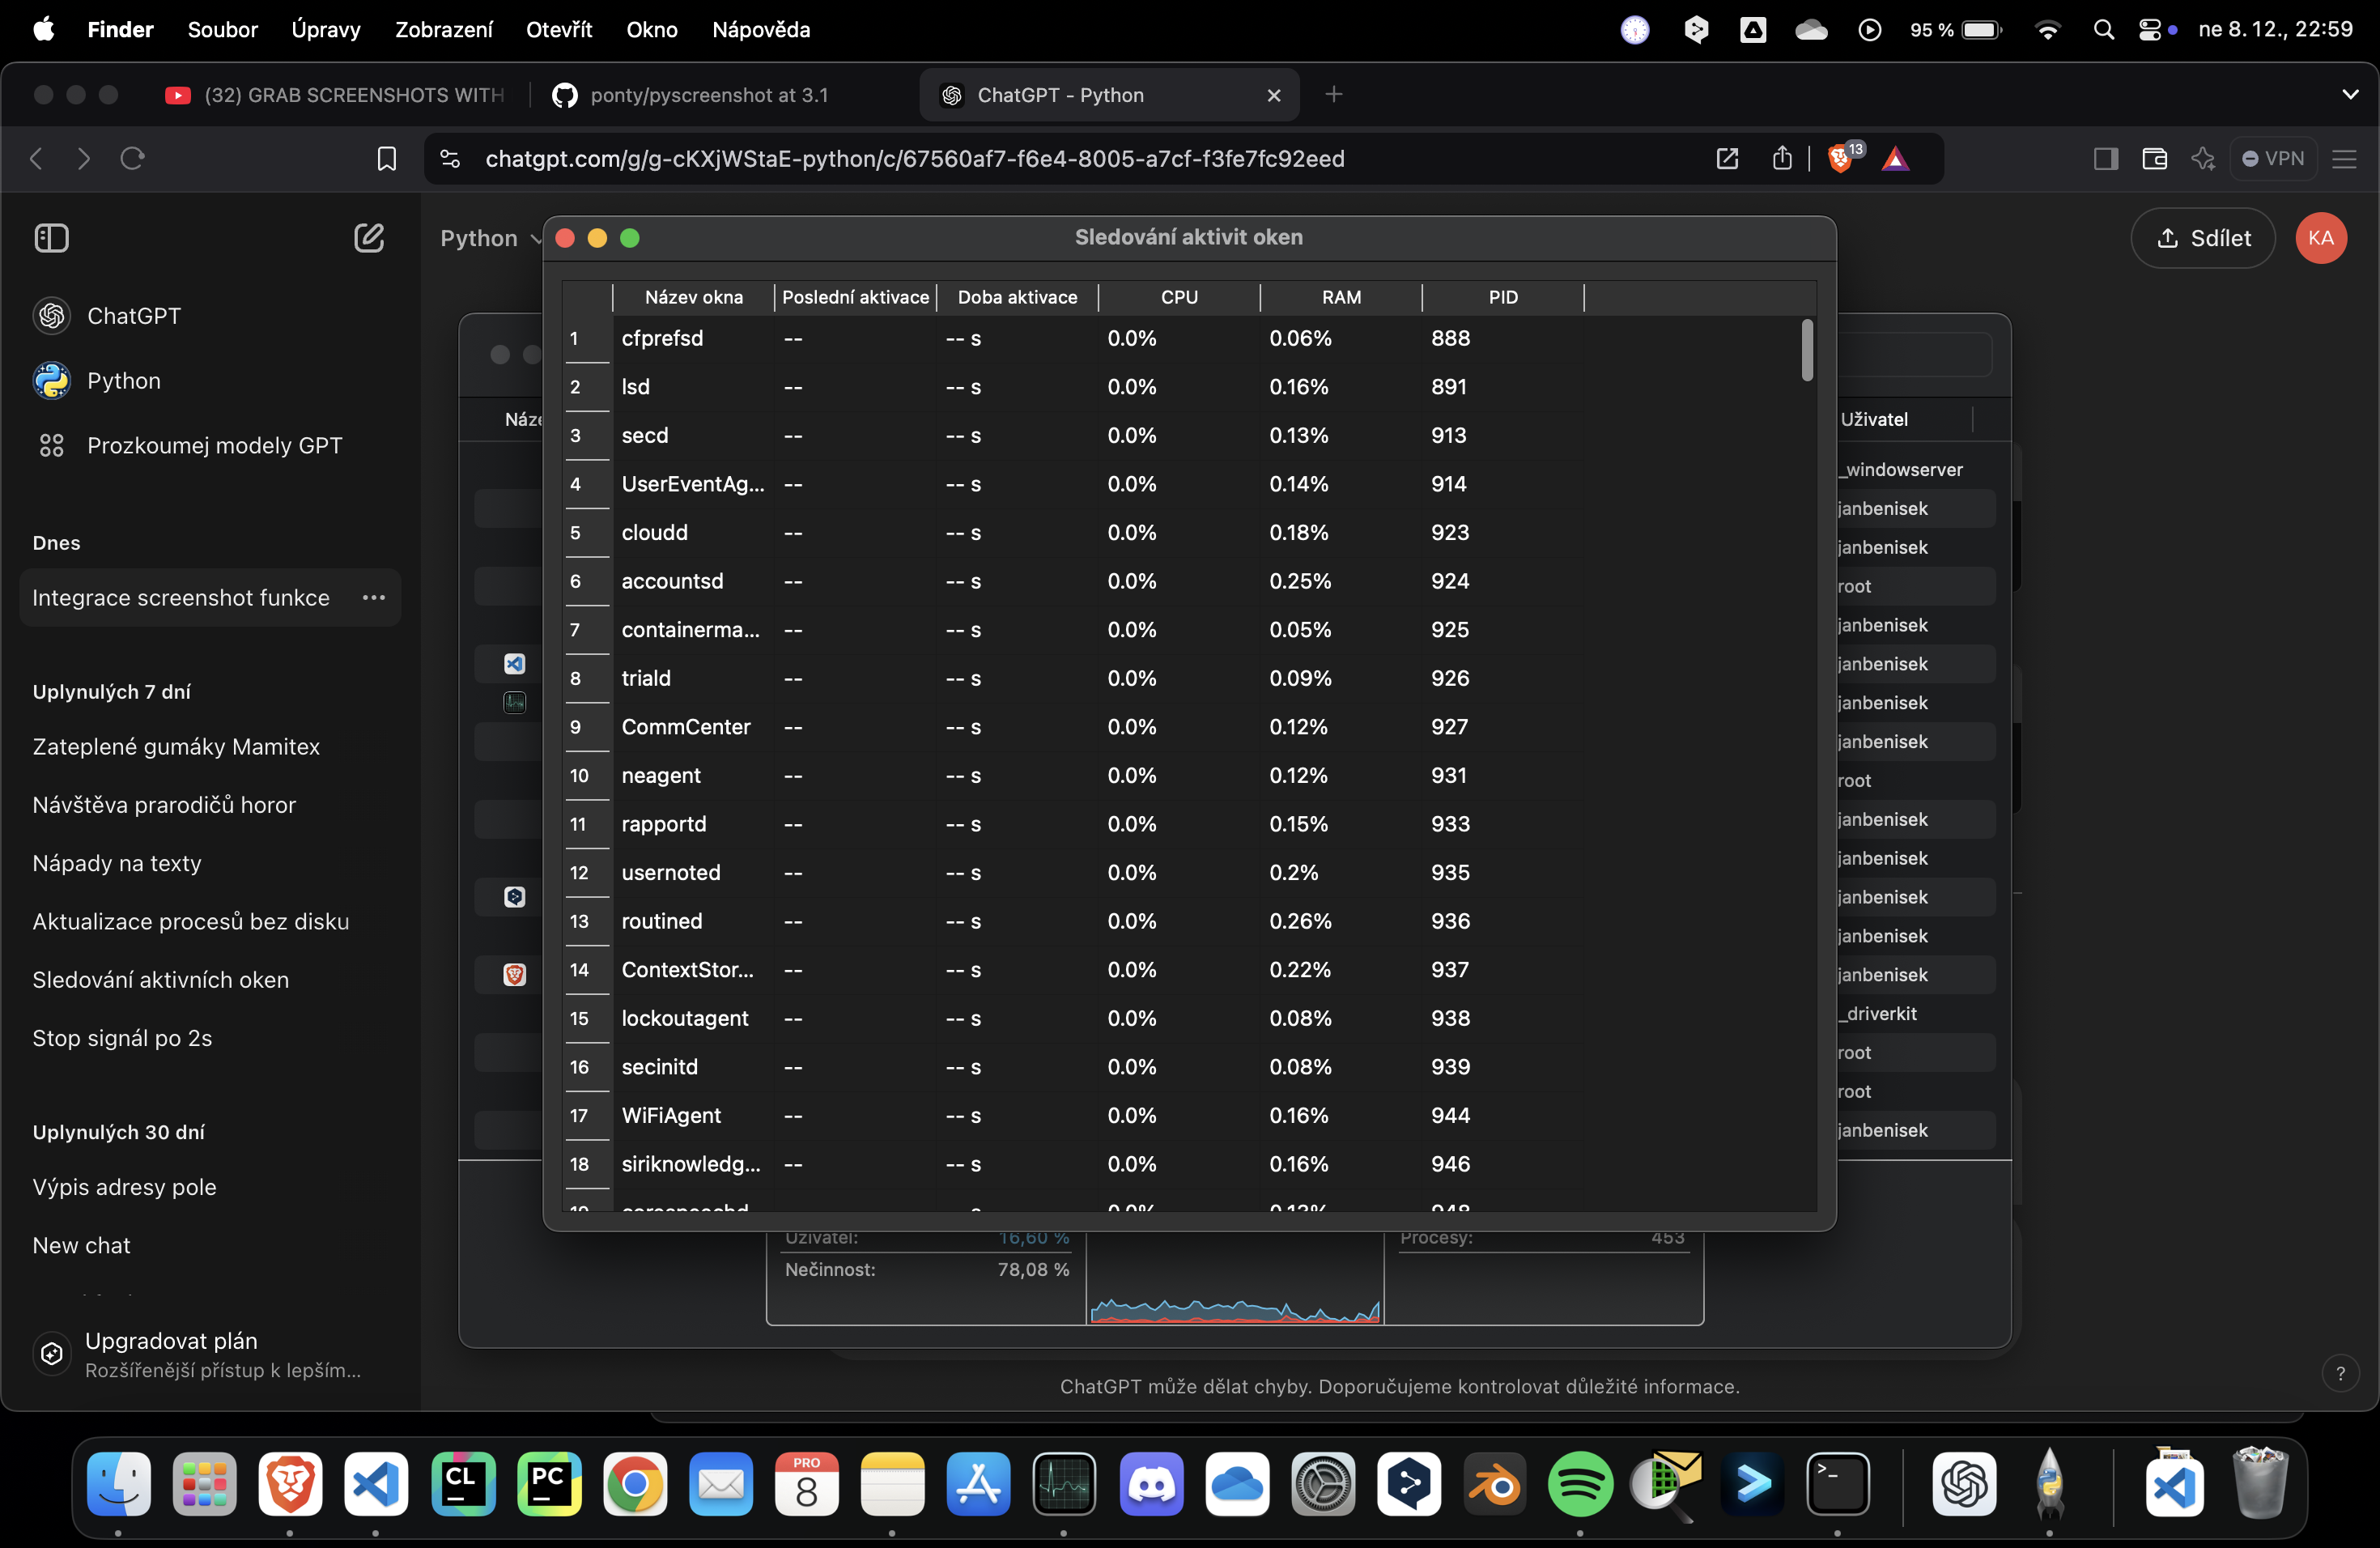 Finder Soubor Úpravy Zobrazení Otevřít Okno Nápověda 95 % ne 8. 12., 22:59
(32) GRAB SCREENSHOTS WITH ponty/pyscreenshot at 3.1 ChatGPT - Python
chatgpt.com/g/g-cKXjWStaE-python/c/67560af7-f6e4-8005-a7cf-f3fe7fc92eed 13 VPN
Python
Sdílet KA
ChatGPT
Python
Prozkoumej modely GPT
Dnes
Integrace screenshot funkce
Uplynulých 7 dní
Zateplené gumáky Mamitex
Návštěva prarodičů horor
Nápady na texty
Aktualizace procesů bez disku
Sledování aktivních oken
Stop signál po 2s
Uplynulých 30 dní
Výpis adresy pole
New chat
Upgradovat plán
Rozšířenější přístup k lepším...
Sledování aktivit oken
Název okna Poslední aktivace Doba aktivace CPU RAM PID
1 cfprefsd -- -- s 0.0% 0.06% 888
2 lsd -- -- s 0.0% 0.16% 891
3 secd -- -- s 0.0% 0.13% 913
4 UserEventAg... -- -- s 0.0% 0.14% 914
5 cloudd -- -- s 0.0% 0.18% 923
6 accountsd -- -- s 0.0% 0.25% 924
7 containerma... -- -- s 0.0% 0.05% 925
8 triald -- -- s 0.0% 0.09% 926
9 CommCenter -- -- s 0.0% 0.12% 927
10 neagent -- -- s 0.0% 0.12% 931
11 rapportd -- -- s 0.0% 0.15% 933
12 usernoted -- -- s 0.0% 0.2% 935
13 routined -- -- s 0.0% 0.26% 936
14 ContextStor... -- -- s 0.0% 0.22% 937
15 lockoutagent -- -- s 0.0% 0.08% 938
16 secinitd -- -- s 0.0% 0.08% 939
17 WiFiAgent -- -- s 0.0% 0.16% 944
18 siriknowledg... -- -- s 0.0% 0.16% 946
Náze
Uživatel
_windowserver
janbenisek
janbenisek
root
janbenisek
janbenisek
janbenisek
janbenisek
root
janbenisek
janbenisek
janbenisek
janbenisek
janbenisek
_driverkit
root
root
janbenisek
Uživatel: 16,60 %
Nečinnost: 78,08 %
Procesy: 453
ChatGPT může dělat chyby. Doporučujeme kontrolovat důležité informace.
?
CL PC PRO
8
>_